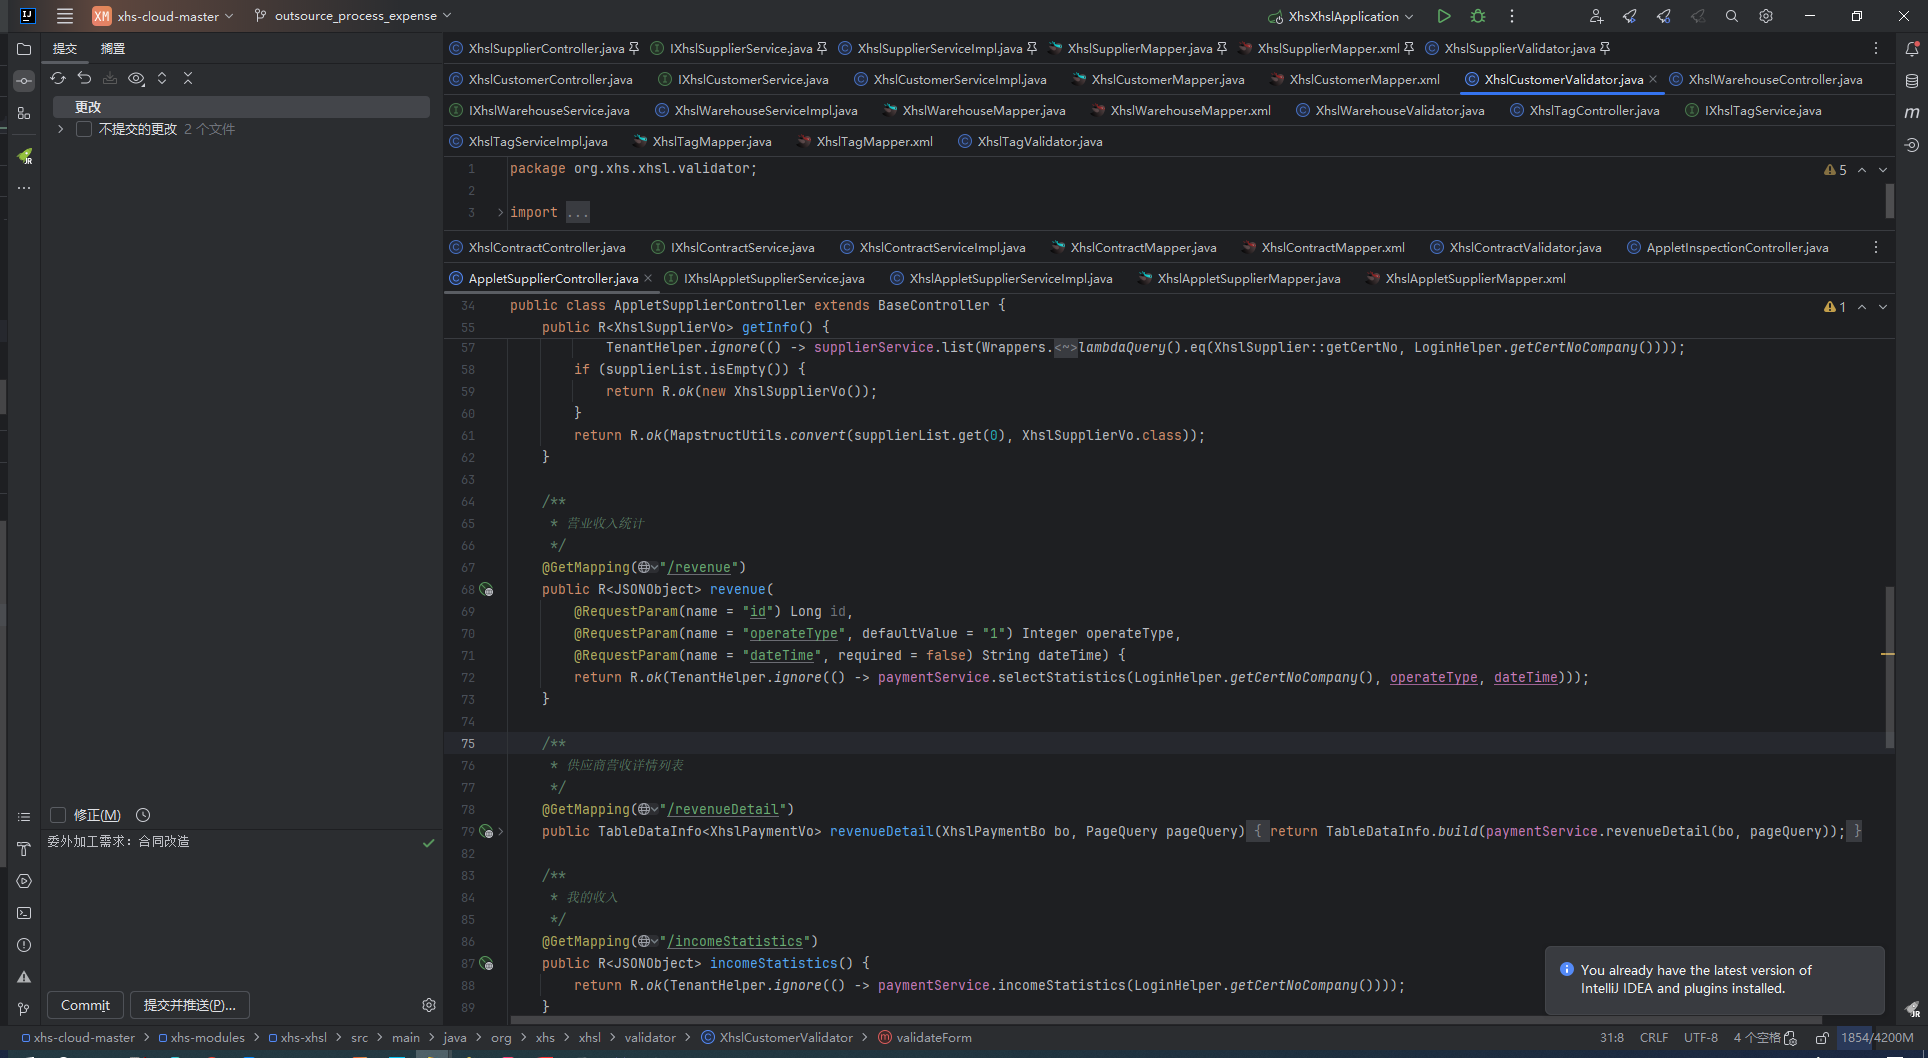 IJ XM xhs-cloud-master outsource_process_expense XhsXhslApplication
提交 搁置
更改
不提交的更改 2 个文件
XhslSupplierController.java IXhslSupplierService.java XhslSupplierServiceImpl.java XhslSupplierMapper.java XhslSupplierMapper.xml XhslSupplierValidator.java
XhslCustomerController.java IXhslCustomerService.java XhslCustomerServiceImpl.java XhslCustomerMapper.java XhslCustomerMapper.xml XhslCustomerValidator.java XhslWarehouseController.java
IXhslWarehouseService.java XhslWarehouseServiceImpl.java XhslWarehouseMapper.java XhslWarehouseMapper.xml XhslWarehouseValidator.java XhslTagController.java IXhslTagService.java
XhslTagServiceImpl.java XhslTagMapper.java XhslTagMapper.xml XhslTagValidator.java
1 package org.xhs.xhsl.validator; 5
2
3 import ...
XhslContractController.java IXhslContractService.java XhslContractServiceImpl.java XhslContractMapper.java XhslContractMapper.xml XhslContractValidator.java AppletInspectionController.java
AppletSupplierController.java IXhslAppletSupplierService.java XhslAppletSupplierServiceImpl.java XhslAppletSupplierMapper.java XhslAppletSupplierMapper.xml
34 public class AppletSupplierController extends BaseController { 1
55 public R<XhslSupplierVo> getInfo() {
57 TenantHelper.ignore(() -> supplierService.list(Wrappers.<~>lambdaQuery().eq(XhslSupplier::getCertNo, LoginHelper.getCertNoCompany())));
58 if (supplierList.isEmpty()) {
59 return R.ok(new XhslSupplierVo());
60 }
61 return R.ok(MapstructUtils.convert(supplierList.get(0), XhslSupplierVo.class));
62 }
63
64 /**
65 * 营业收入统计
66 */
67 @GetMapping("/revenue")
68 public R<JSONObject> revenue(
69 @RequestParam(name = "id") Long id,
70 @RequestParam(name = "operateType", defaultValue = "1") Integer operateType,
71 @RequestParam(name = "dateTime", required = false) String dateTime) {
72 return R.ok(TenantHelper.ignore(() -> paymentService.selectStatistics(LoginHelper.getCertNoCompany(), operateType, dateTime)));
73 }
74
75 /**
76 * 供应商营收详情列表
77 */
78 @GetMapping("/revenueDetail")
79 public TableDataInfo<XhslPaymentVo> revenueDetail(XhslPaymentBo bo, PageQuery pageQuery) { return TableDataInfo.build(paymentService.revenueDetail(bo, pageQuery)); }
82
83 /**
84 * 我的收入
85 */
86 @GetMapping("/incomeStatistics")
87 public R<JSONObject> incomeStatistics() {
88 return R.ok(TenantHelper.ignore(() -> paymentService.incomeStatistics(LoginHelper.getCertNoCompany())));
89 }
修正(M)
委外加工需求：合同改造
Commit 提交并推送(P)...
You already have the latest version of
IntelliJ IDEA and plugins installed.
xhs-cloud-master > xhs-modules > xhs-xhsl > src > main > java > org > xhs > xhsl > validator > XhslCustomerValidator > validateForm 31:8 CRLF UTF-8 4 个空格 1854/4200M